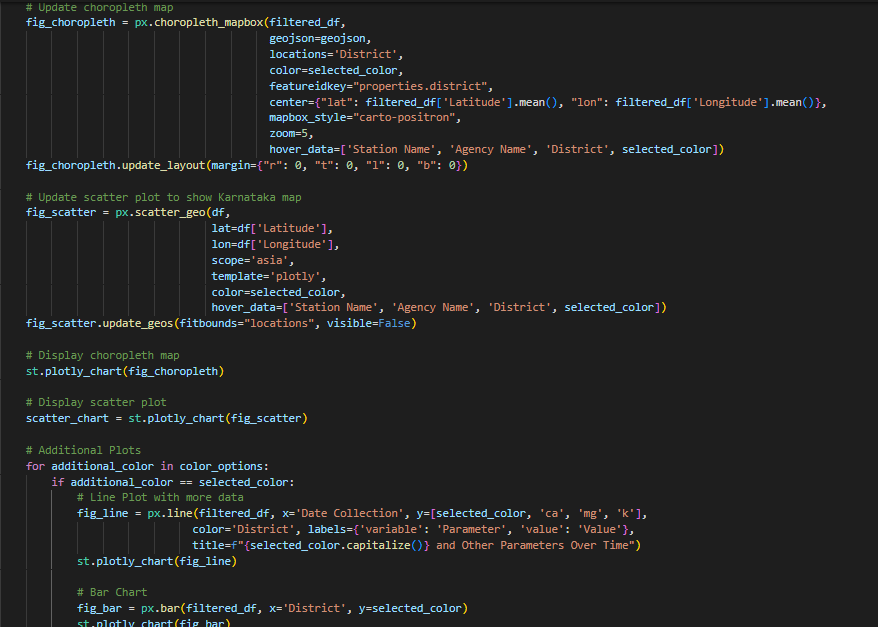 # Update choropleth map
fig_choropleth = px.choropleth_mapbox(filtered_df,
geojson=geojson,
locations='District',
color=selected_color,
featureidkey="properties.district",
center={"lat": filtered_df['Latitude'].mean(), "lon": filtered_df['Longitude'].mean()},
mapbox_style="carto-positron",
zoom=5,
hover_data=['Station Name', 'Agency Name', 'District', selected_color])
fig_choropleth.update_layout(margin={"r": 0, "t": 0, "l": 0, "b": 0})
# Update scatter plot to show Karnataka map
fig_scatter = px.scatter_geo(df,
lat=df['Latitude'],
lon=df['Longitude'],
scope='asia',
template='plotly',
color=selected_color,
hover_data=['Station Name', 'Agency Name', 'District', selected_color])
fig_scatter.update_geos(fitbounds="locations", visible=False)
# Display choropleth map
st.plotly_chart(fig_choropleth)
# Display scatter plot
scatter_chart = st.plotly_chart(fig_scatter)
# Additional Plots
for additional_color in color_options:
if additional_color == selected_color:
# Line Plot with more data
fig_line = px.line(filtered_df, x='Date Collection', y=[selected_color, 'ca', 'mg', 'k'],
color='District', labels={'variable': 'Parameter', 'value': 'Value'},
title=f"{selected_color.capitalize()} and Other Parameters Over Time")
st.plotly_chart(fig_line)
# Bar Chart
fig_bar = px.bar(filtered_df, x='District', y=selected_color)
st.plotly_chart(fig_bar)